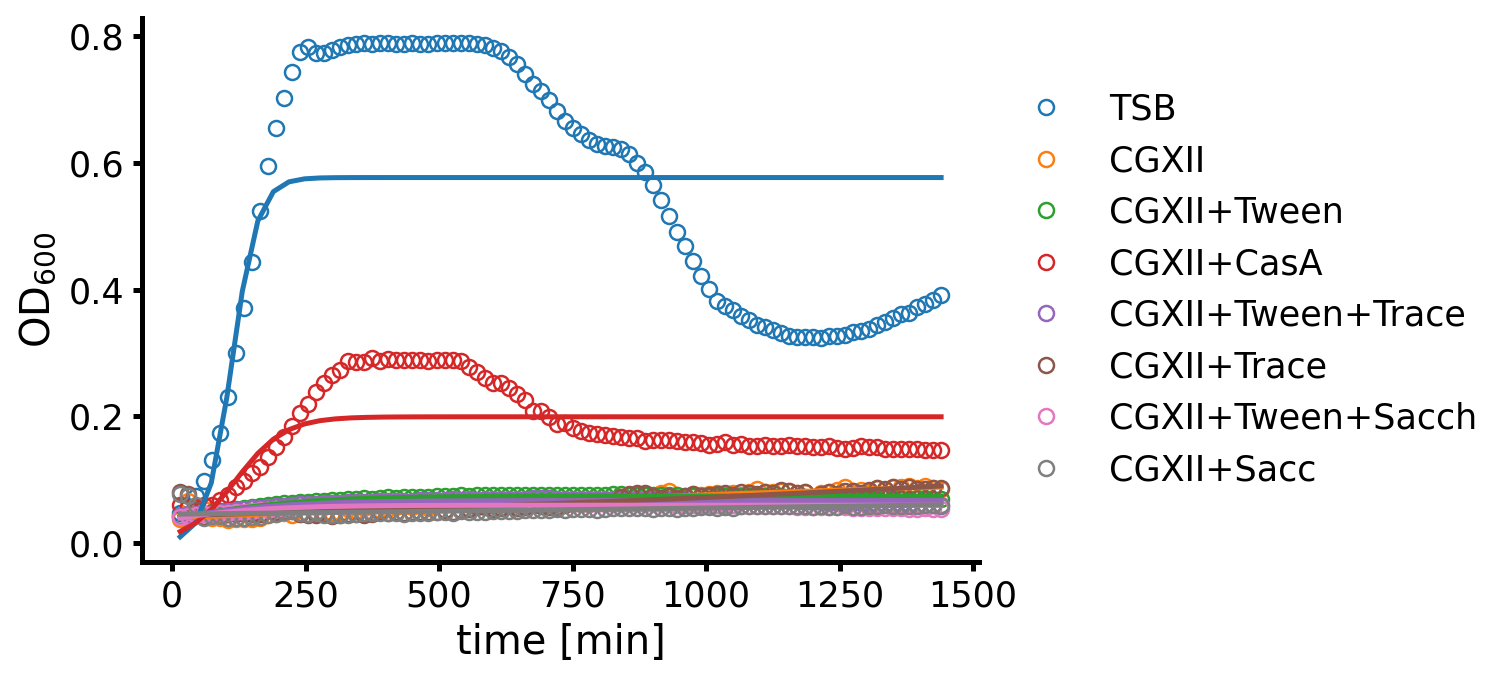 0.8
0.6
0.4
0.2
0.0
OD600
0
250
500
750
1000
1250
1500
time [min]
TSB
CGXII
CGXII+Tween
CGXII+CasA
CGXII+Tween+Trace
CGXII+Trace
CGXII+Tween+Sacch
CGXII+Sacc